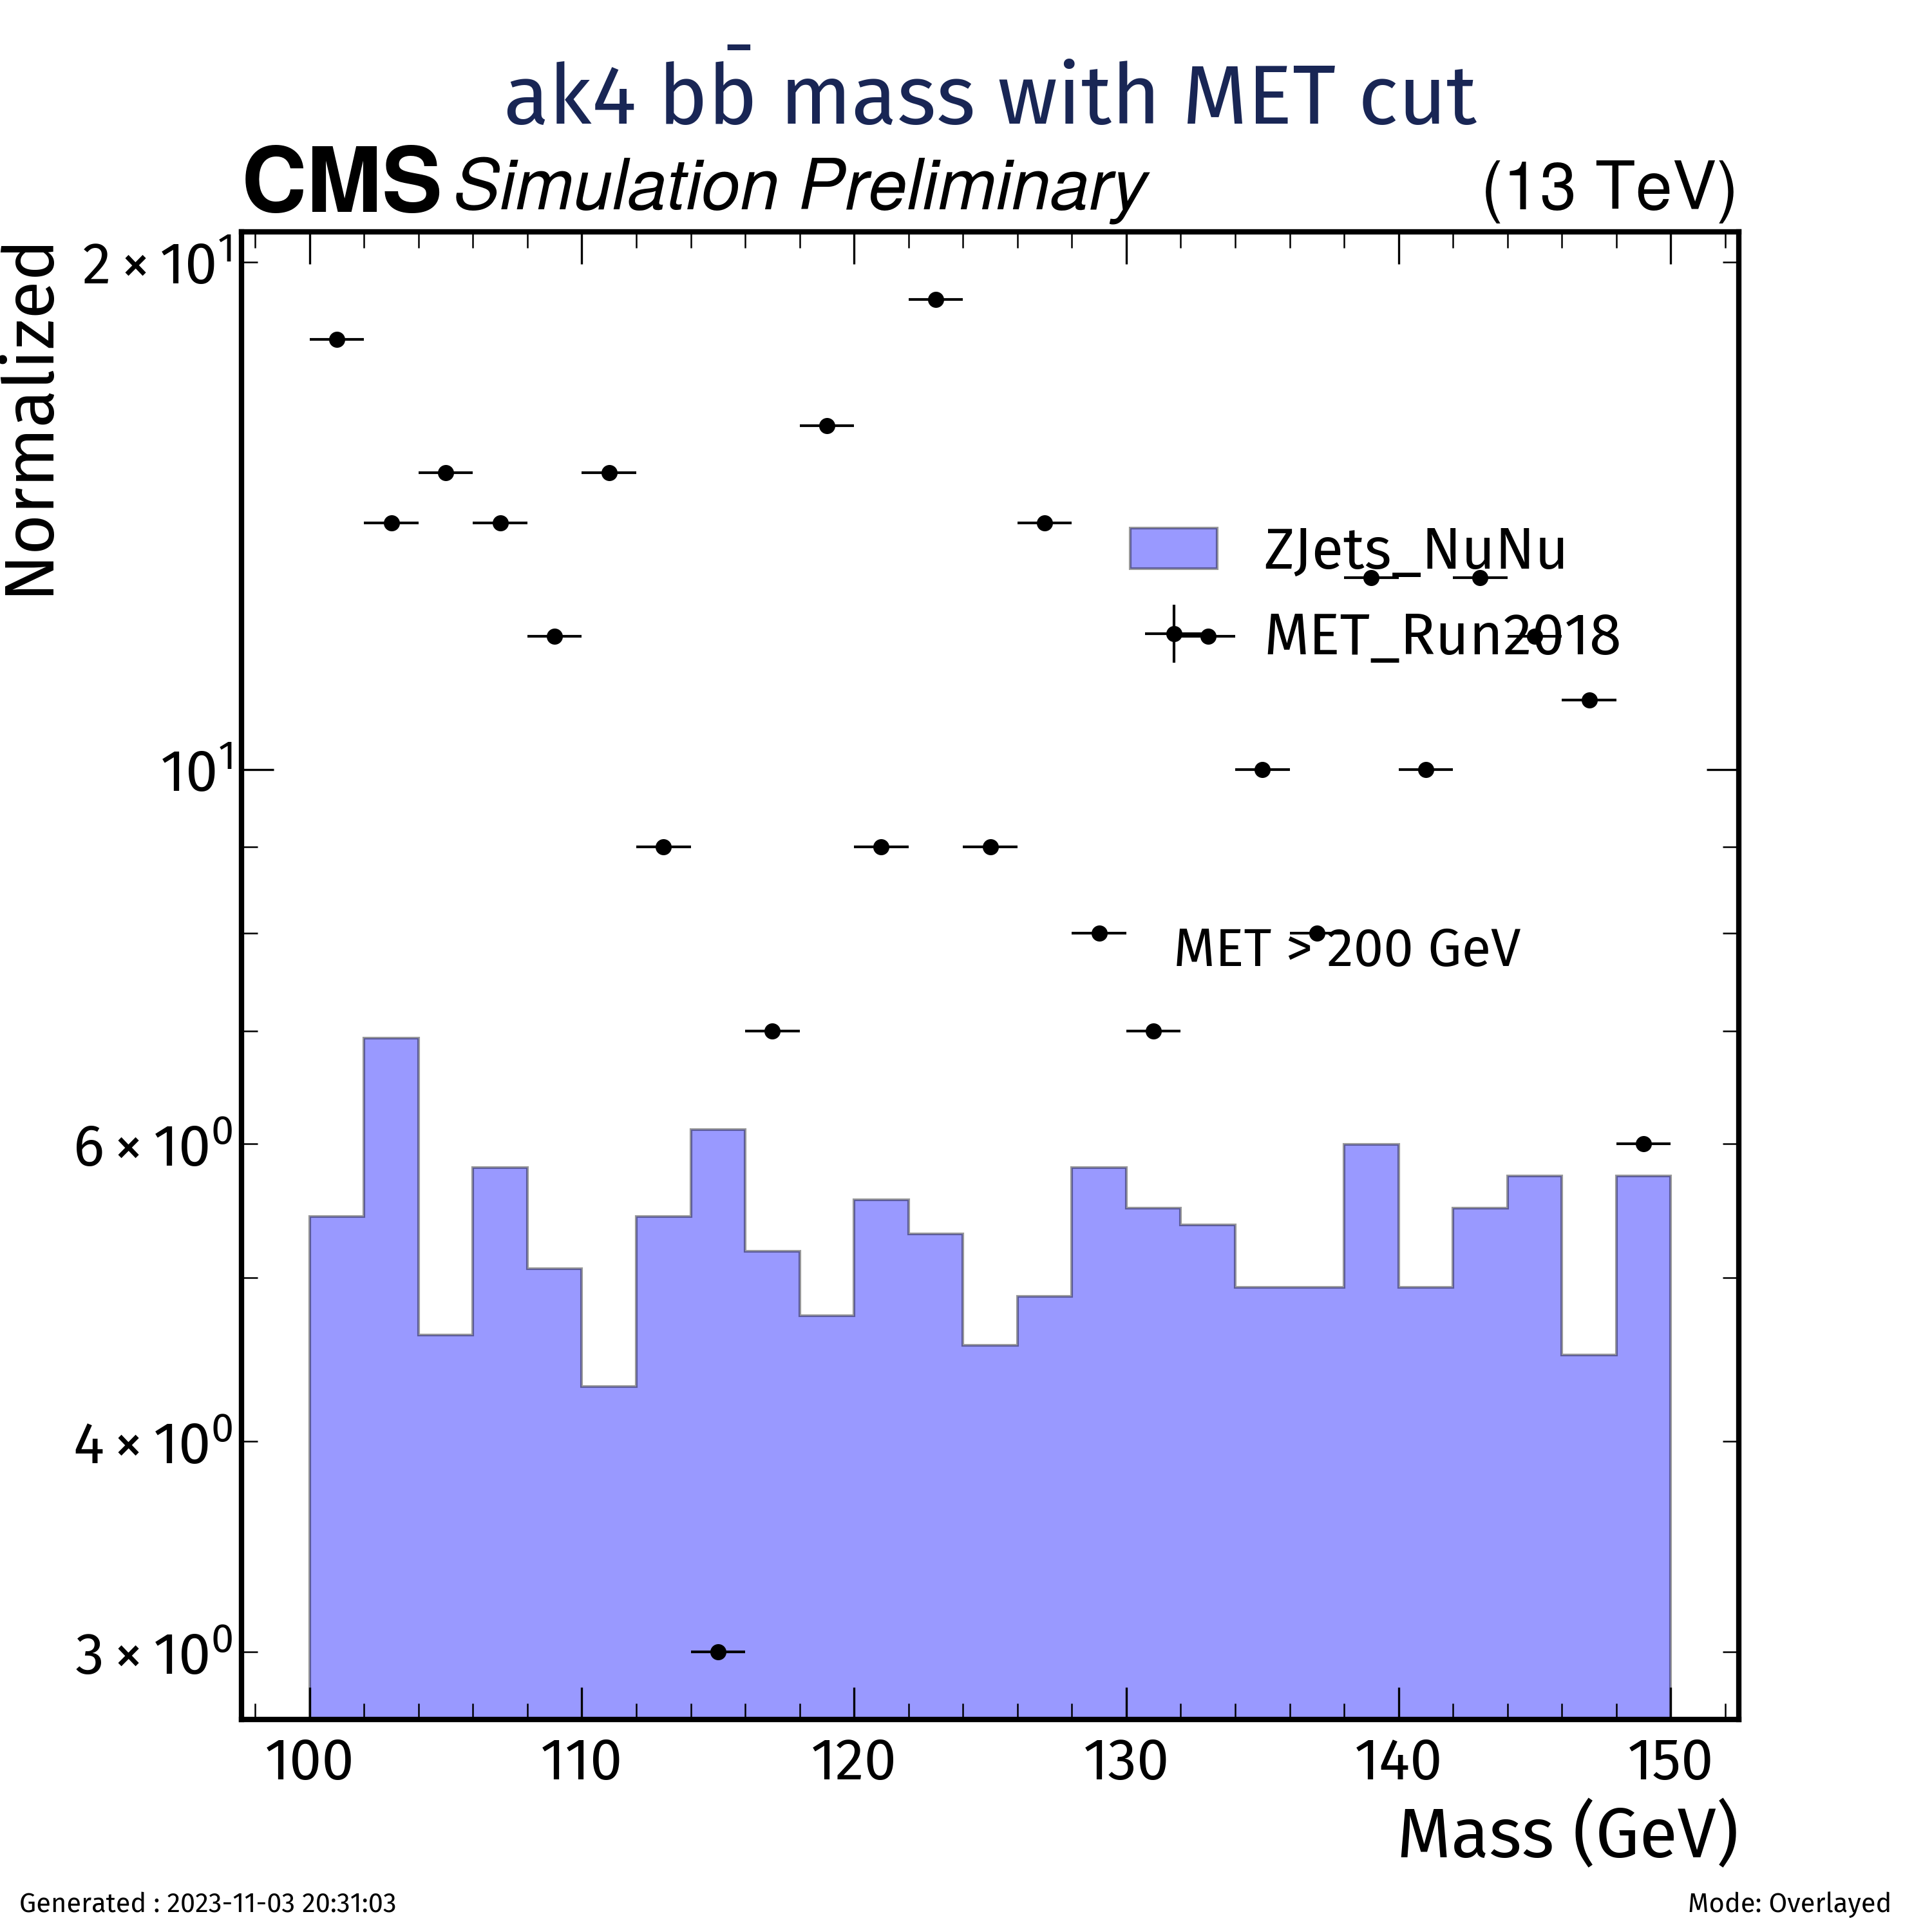 ak4 bb̄ mass with MET cut
CMS Simulation Preliminary (13 TeV)
Normalized
2 × 10¹
10¹
6 × 10⁰
4 × 10⁰
3 × 10⁰
ZJets_NuNu
MET_Run2018
MET > 200 GeV
100 110 120 130 140 150
Mass (GeV)
Generated : 2023-11-03 20:31:03 Mode: Overlayed